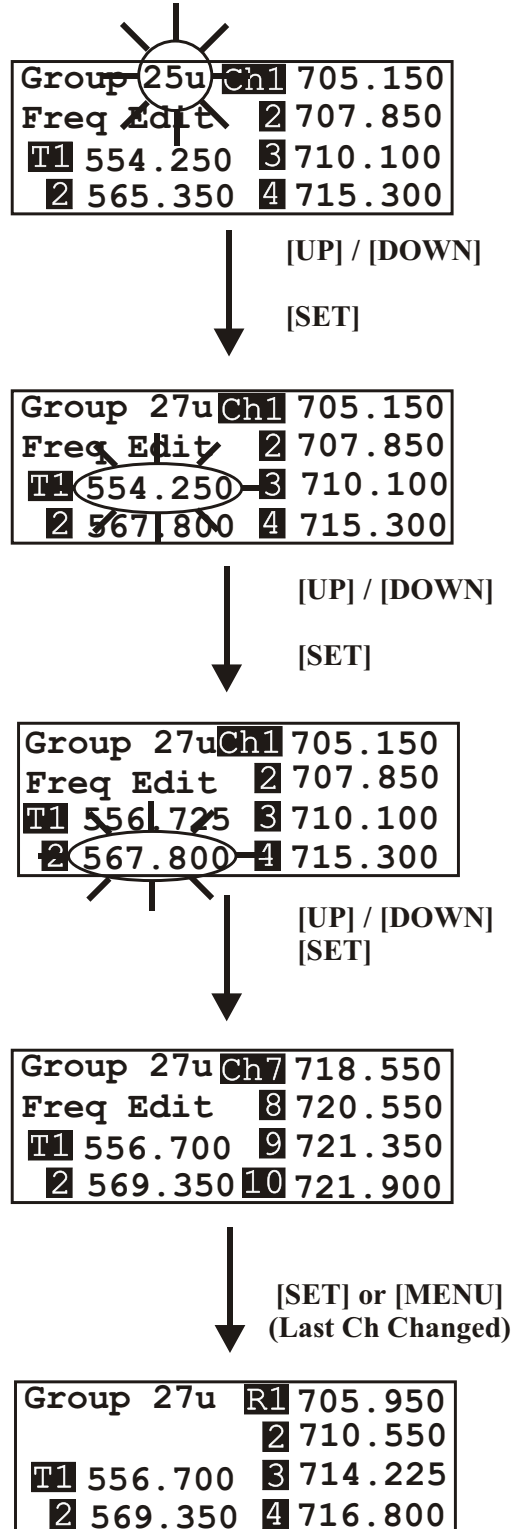 Group 25u Ch1 705.150
Freq Edit 2 707.850
T1 554.250 3 710.100
2 565.350 4 715.300
[UP] / [DOWN]
[SET]
Group 27u Ch1 705.150
Freq Edit 2 707.850
T1 554.250 3 710.100
2 567.800 4 715.300
[UP] / [DOWN]
[SET]
Group 27u Ch1 705.150
Freq Edit 2 707.850
T1 556.725 3 710.100
2 567.800 4 715.300
[UP] / [DOWN]
[SET]
Group 27u Ch7 718.550
Freq Edit 8 720.550
T1 556.700 9 721.350
2 569.350 10 721.900
[SET] or [MENU]
(Last Ch Changed)
Group 27u R1 705.950
2 710.550
T1 556.700 3 714.225
2 569.350 4 716.800